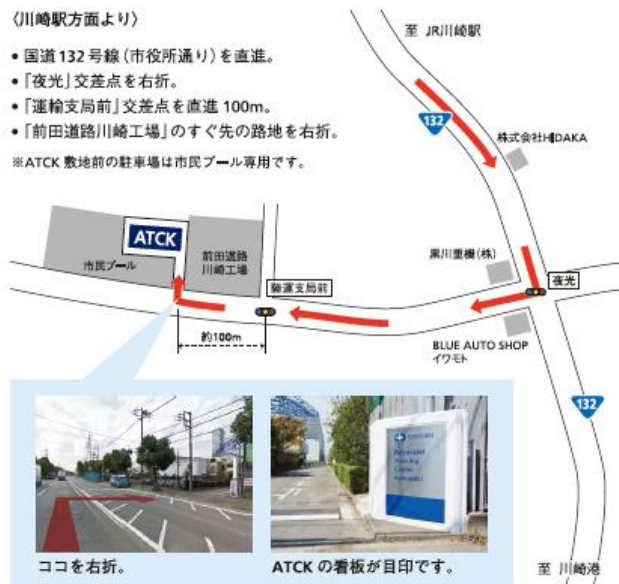 〈川崎駅方面より〉
• 国道132号線(市役所通り)を直進。
• 「夜光」交差点を右折。
• 「運輸支局前」交差点を直進100m。
• 「前田道路川崎工場」のすぐ先の路地を右折。
※ATCK 敷地前の駐車場は市民プール専用です。
至 JR川崎駅
132
株式会社HIDAKA
ATCK
市民プール
前田道路
川崎工場
陸運支局前
黒川重機(株)
夜光
約100m
BLUE AUTO SHOP
イワモト
132
ココを右折。
ATCK の看板が目印です。
至 川崎港